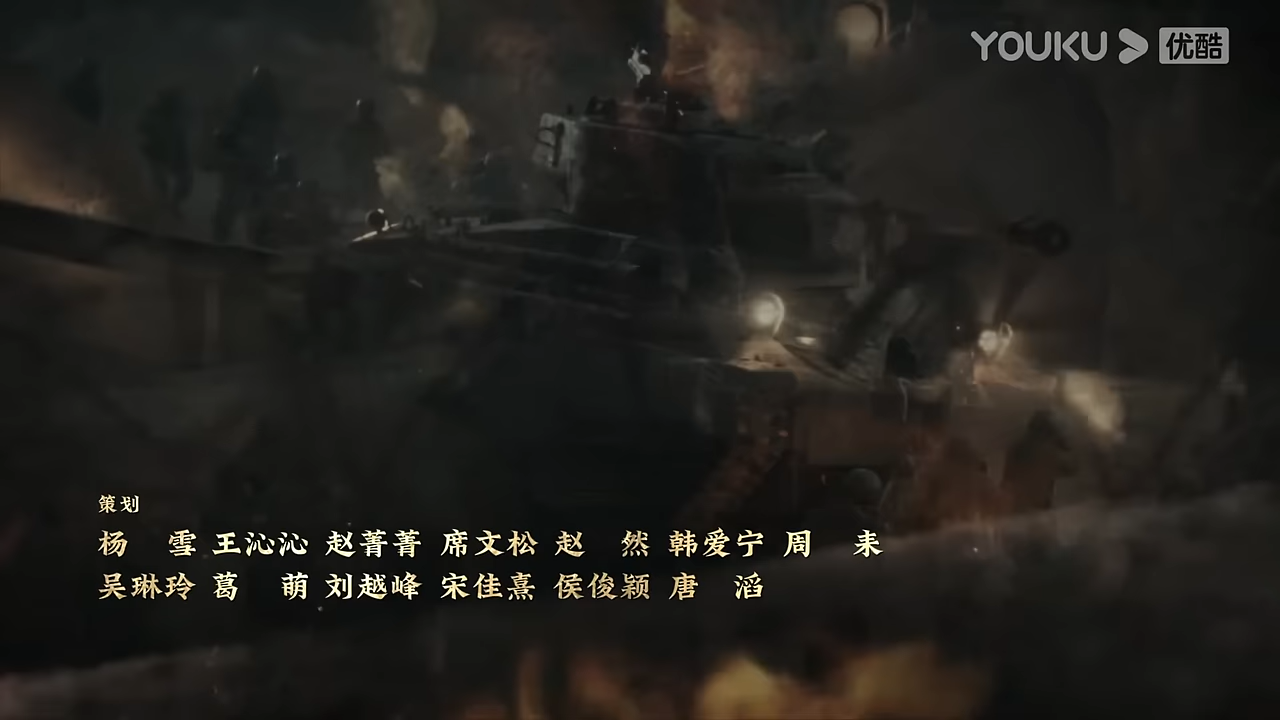 YOUKU 优酷
策划
杨 雪 王沁沁 赵菁菁 席文松 赵 然 韩爱宁 周 耒
吴琳玲 葛 萌 刘越峰 宋佳熹 侯俊颖 唐 滔